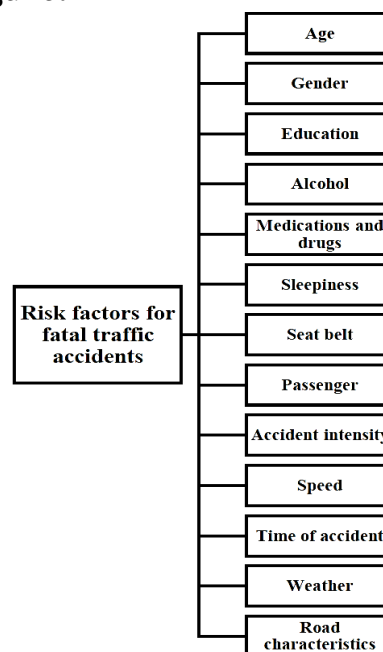 Age
Gender
Education
Alcohol
Medications and
drugs
Sleepiness
Risk factors for
fatal traffic
accidents
Seat belt
Passenger
Accident intensity
Speed
Time of accident
Weather
Road
characteristics